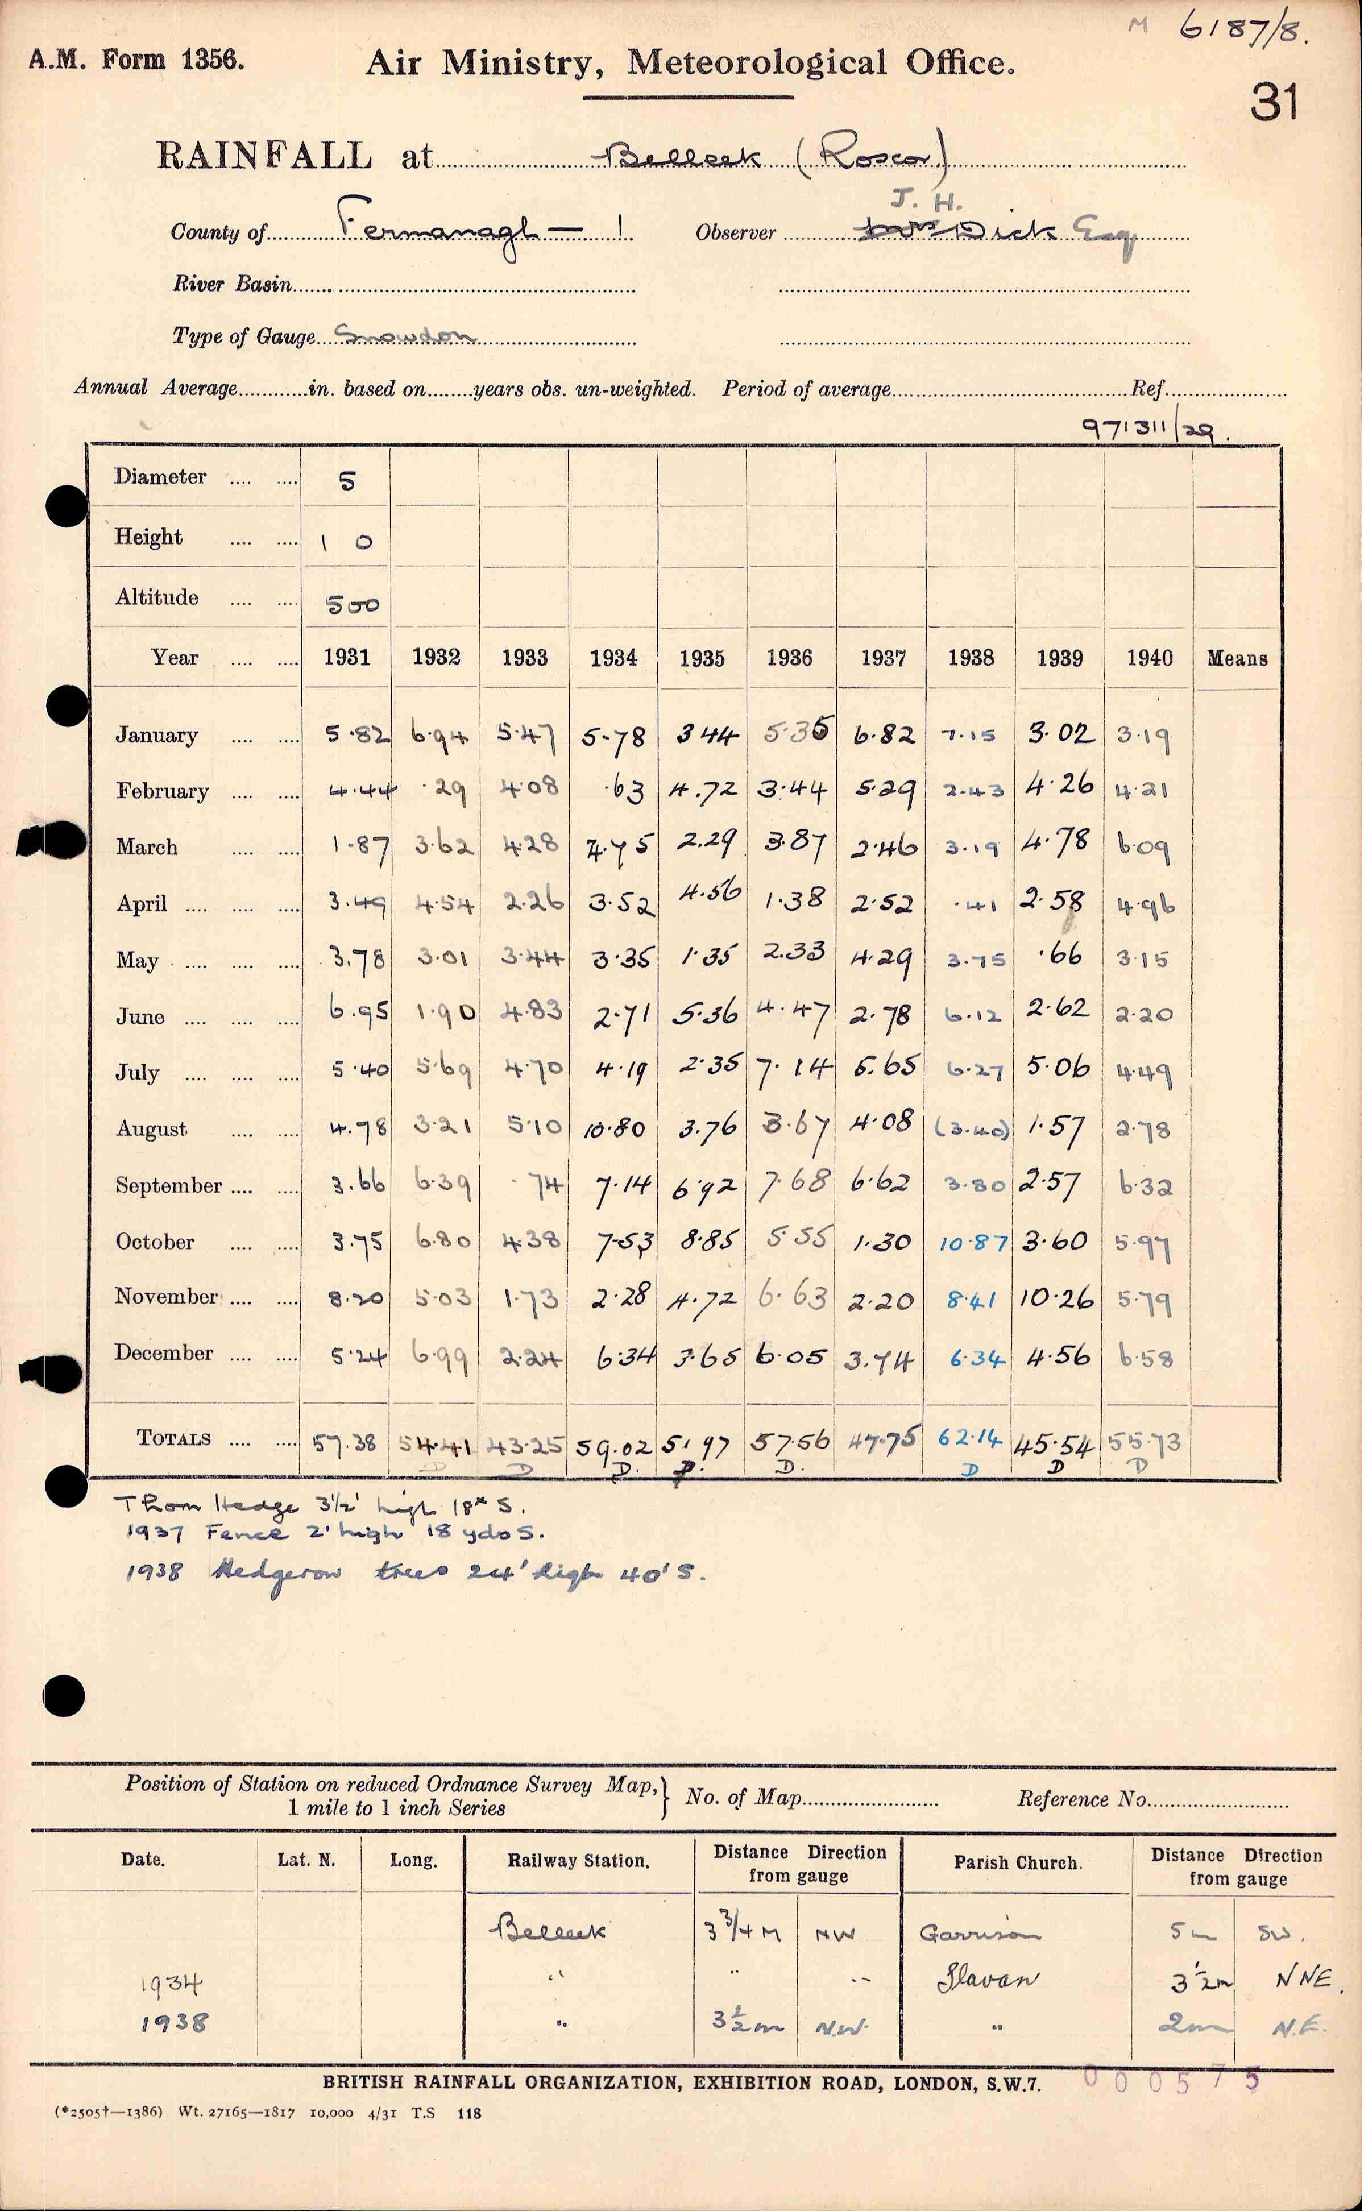 M 6187/8.
A.M. Form 1356. Air Ministry, Meteorological Office.
31
RAINFALL at Belleek (Roscor)
J. H.
County of Fermanagh — 1 Observer Mrs Dick Esq
River Basin
Type of Gauge Snowdon
Annual Average in. based on years obs. un-weighted. Period of average Ref.
971311/29.
Diameter 5
Height 1 0
Altitude 500
Year 1931 1932 1933 1934 1935 1936 1937 1938 1939 1940 Means
January 5.82 6.94 5.47 5.78 3.44 5.35 6.82 7.15 3.02 3.19
February 4.44 .29 4.08 .63 4.72 3.44 5.29 2.43 4.26 4.21
March 1.87 3.62 4.28 4.75 2.29 3.87 2.46 3.19 4.78 6.09
April 3.49 4.54 2.26 3.52 4.56 1.38 2.52 .41 2.58 4.96
May 3.78 3.01 3.44 3.35 1.35 2.33 4.29 3.75 .66 3.15
June 6.95 1.90 4.83 2.71 5.36 4.47 2.78 6.12 2.62 2.20
July 5.40 5.69 4.70 4.19 2.35 7.14 5.65 6.27 5.06 4.49
August 4.78 3.21 5.10 10.80 3.76 3.67 4.08 (3.40) 1.57 2.78
September 3.66 6.39 .74 7.14 6.92 7.68 6.62 3.80 2.57 6.32
October 3.75 6.80 4.38 7.53 8.85 5.55 1.30 10.87 3.60 5.97
November 8.20 5.03 1.73 2.28 4.72 6.63 2.20 8.41 10.26 5.79
December 5.24 6.99 2.24 6.34 3.65 6.05 3.74 6.34 4.56 6.58
TOTALS 57.38 54.41 43.25 59.02 51.97 57.56 47.75 62.14 45.54 55.73
D D D. D. D. D D D
Thorn Hedge 3½' high 18x S.
1937 Fence 2' high 18 yds S.
1938 Hedgerow trees 24' high 40' S.
Position of Station on reduced Ordnance Survey Map, } No. of Map Reference No.
1 mile to 1 inch Series
Date. Lat. N. Long. Railway Station. Distance Direction from gauge Parish Church. Distance Direction from gauge
Belleek 3¾ M NW Garrison 5m SW.
1934 " " " Slavan 3½m NNE.
1938 " 3½m N.W. " 2m N.E.
BRITISH RAINFALL ORGANIZATION, EXHIBITION ROAD, LONDON, S.W.7. 000575
(*2505†—1386) Wt. 27165—1817 10,000 4/31 T.S 118